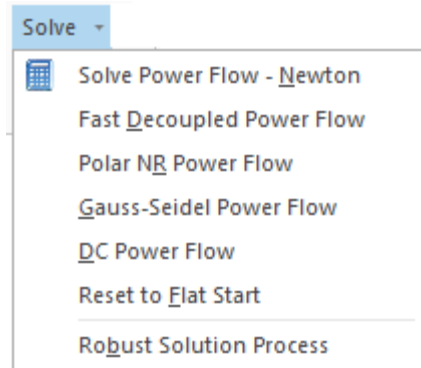 Solve
Solve Power Flow - Newton
Fast Decoupled Power Flow
Polar NR Power Flow
Gauss-Seidel Power Flow
DC Power Flow
Reset to Flat Start
Robust Solution Process